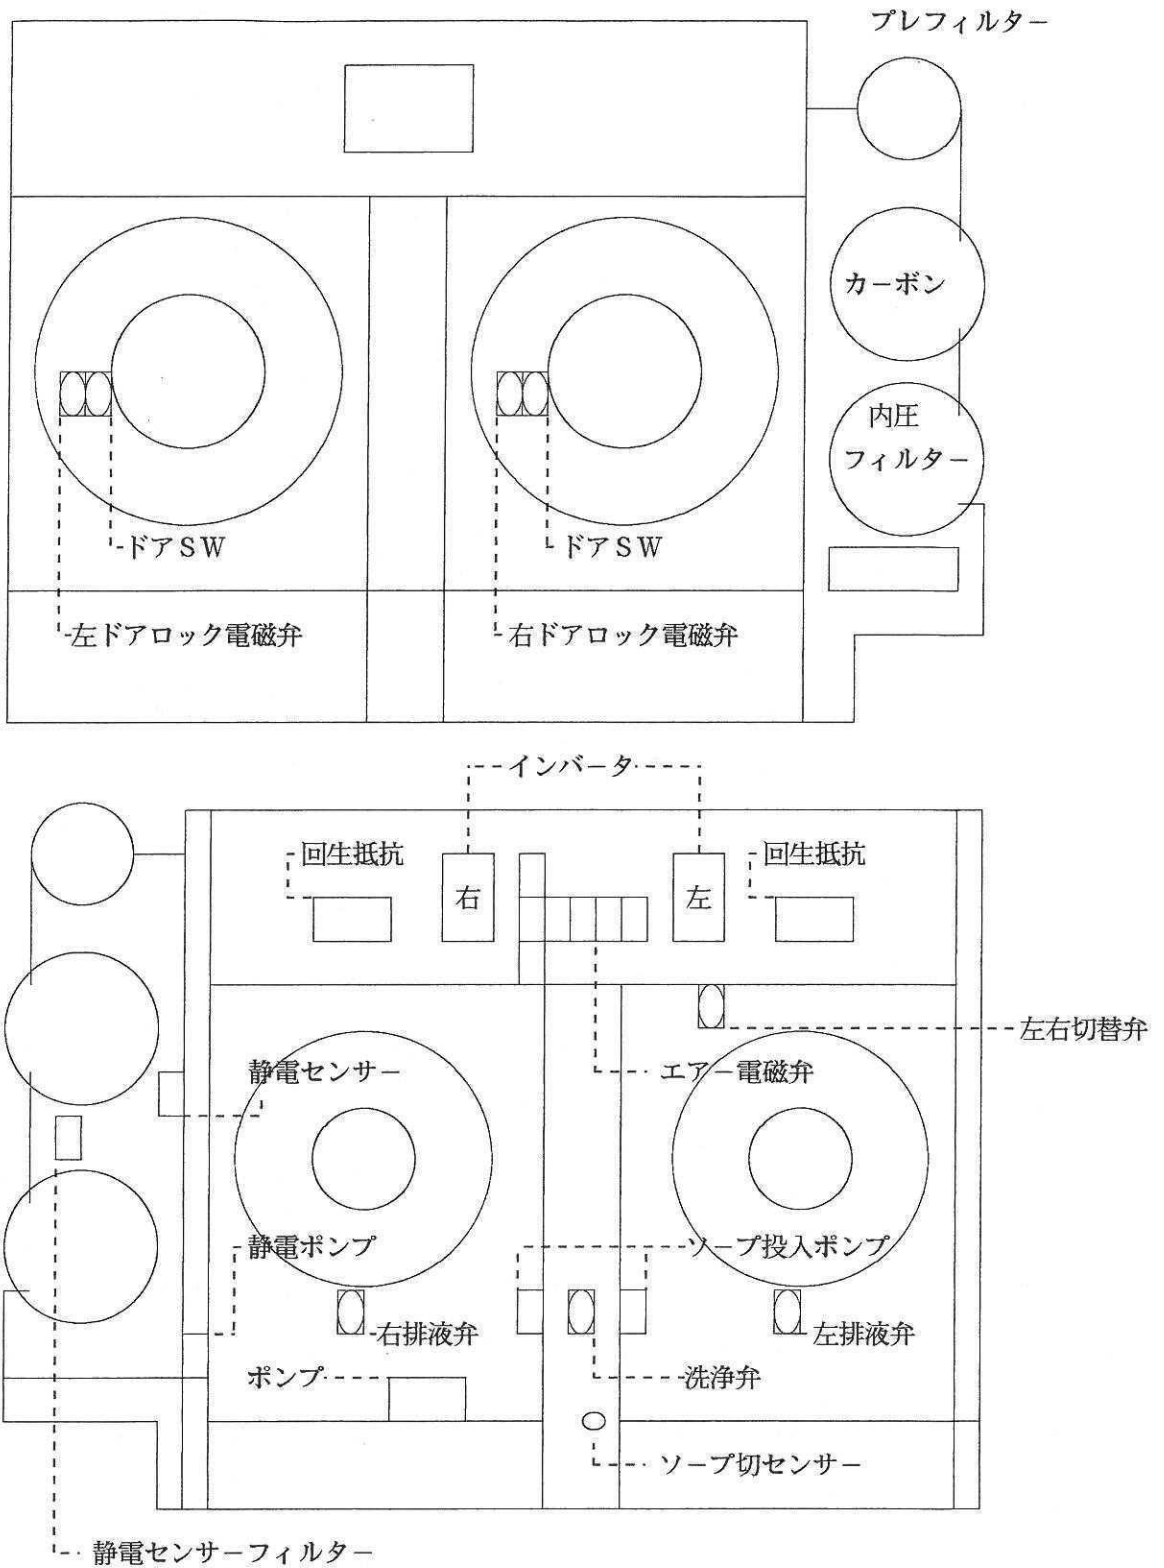 プレフィルター
カーボン
内圧
フィルター
ドアSW
ドアSW
左ドアロック電磁弁
右ドアロック電磁弁
インバータ
回生抵抗
回生抵抗
右
左
左右切替弁
静電センサー
エアー電磁弁
静電ポンプ
ソープ投入ポンプ
右排液弁
左排液弁
ポンプ
洗浄弁
ソープ切センサー
静電センサーフィルター